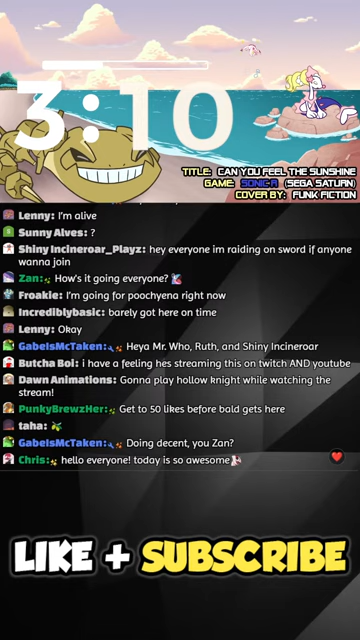 3:10
TITLE: CAN YOU FEEL THE SUNSHINE
GAME: SONIC R (SEGA SATURN)
COVER BY: FUNK FICTION
Lenny: I'm alive
Sunny Alves: ?
Shiny Incineroar_Playz: hey everyone im raiding on sword if anyone
wanna join
Zan: How's it going everyone?
Froakie: I'm going for poochyena right now
Incrediblybasic: barely got here on time
Lenny: Okay
GabeIsMcTaken: Heya Mr. Who, Ruth, and Shiny Incineroar
Butcha Boi: i have a feeling hes streaming this on twitch AND youtube
Dawn Animations: Gonna play hollow knight while watching the
stream!
PunkyBrewzHer: Get to 50 likes before bald gets here
taha:
GabeIsMcTaken: Doing decent, you Zan?
Chris: hello everyone! today is so awesome
LIKE + SUBSCRIBE